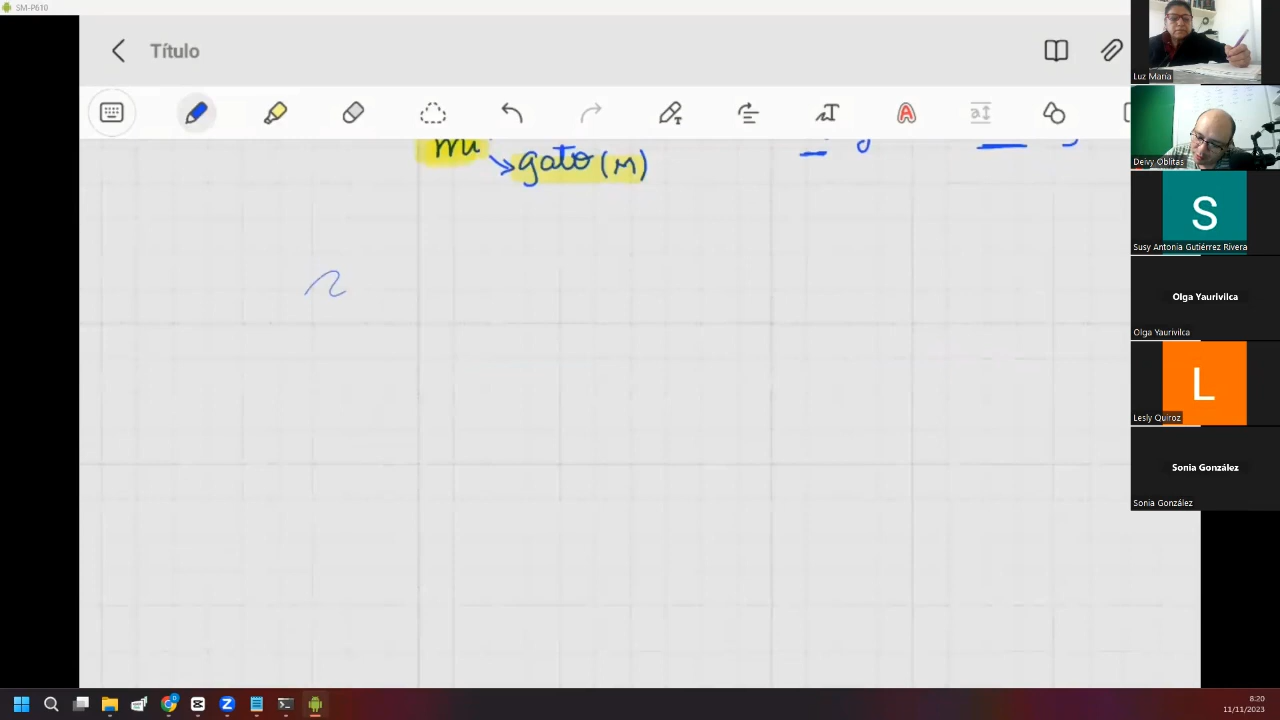 SM-P610
Título
mi
gato (M)
Luz María
Deivy Oblitas
S
Susy Antonia Gutiérrez Rivera
Olga Yaurivilca
Olga Yaurivilca
L
Lesly Quiroz
Sonia González
Sonia González
8:20
11/11/2023